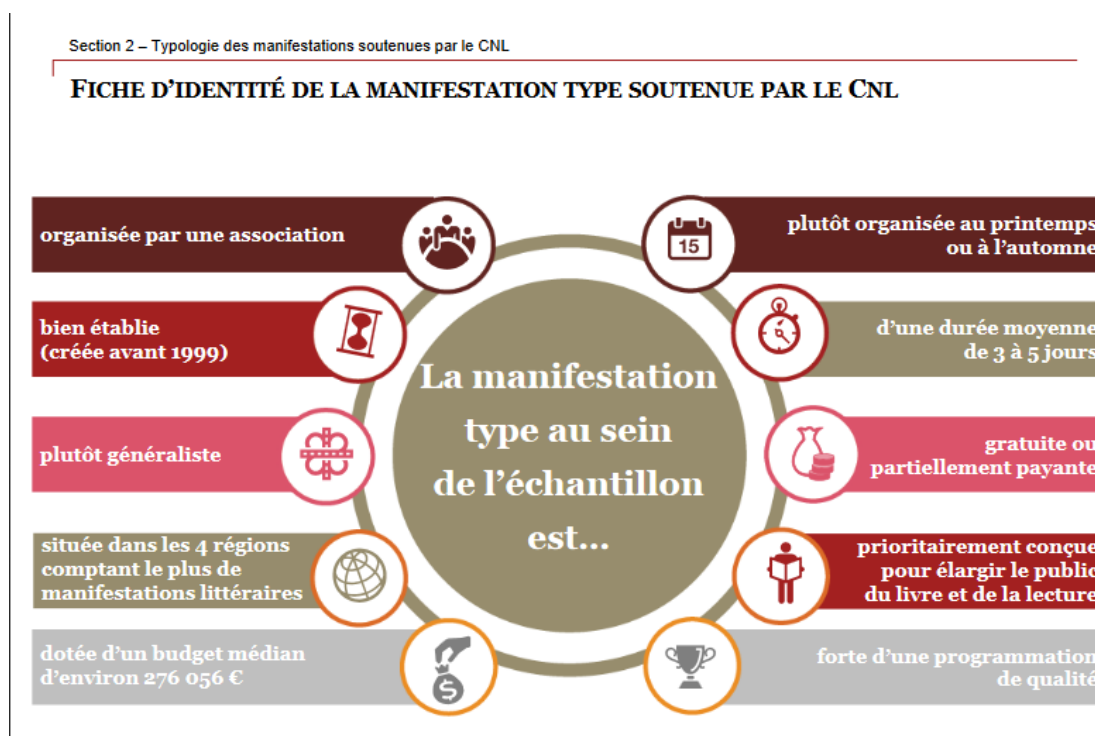 Section 2 – Typologie des manifestations soutenues par le CNL
FICHE D’IDENTITÉ DE LA MANIFESTATION TYPE SOUTENUE PAR LE CNL
organisée par une association
bien établie
(créée avant 1999)
plutôt généraliste
située dans les 4 régions
comptant le plus de
manifestations littéraires
dotée d’un budget médian
d’environ 276 056 €
La manifestation
type au sein
de l’échantillon
est…
15
plutôt organisée au printemps
ou à l’automne
d’une durée moyenne
de 3 à 5 jours
gratuite ou
partiellement payante
prioritairement conçue
pour élargir le public
du livre et de la lecture
forte d’une programmation
de qualité
$